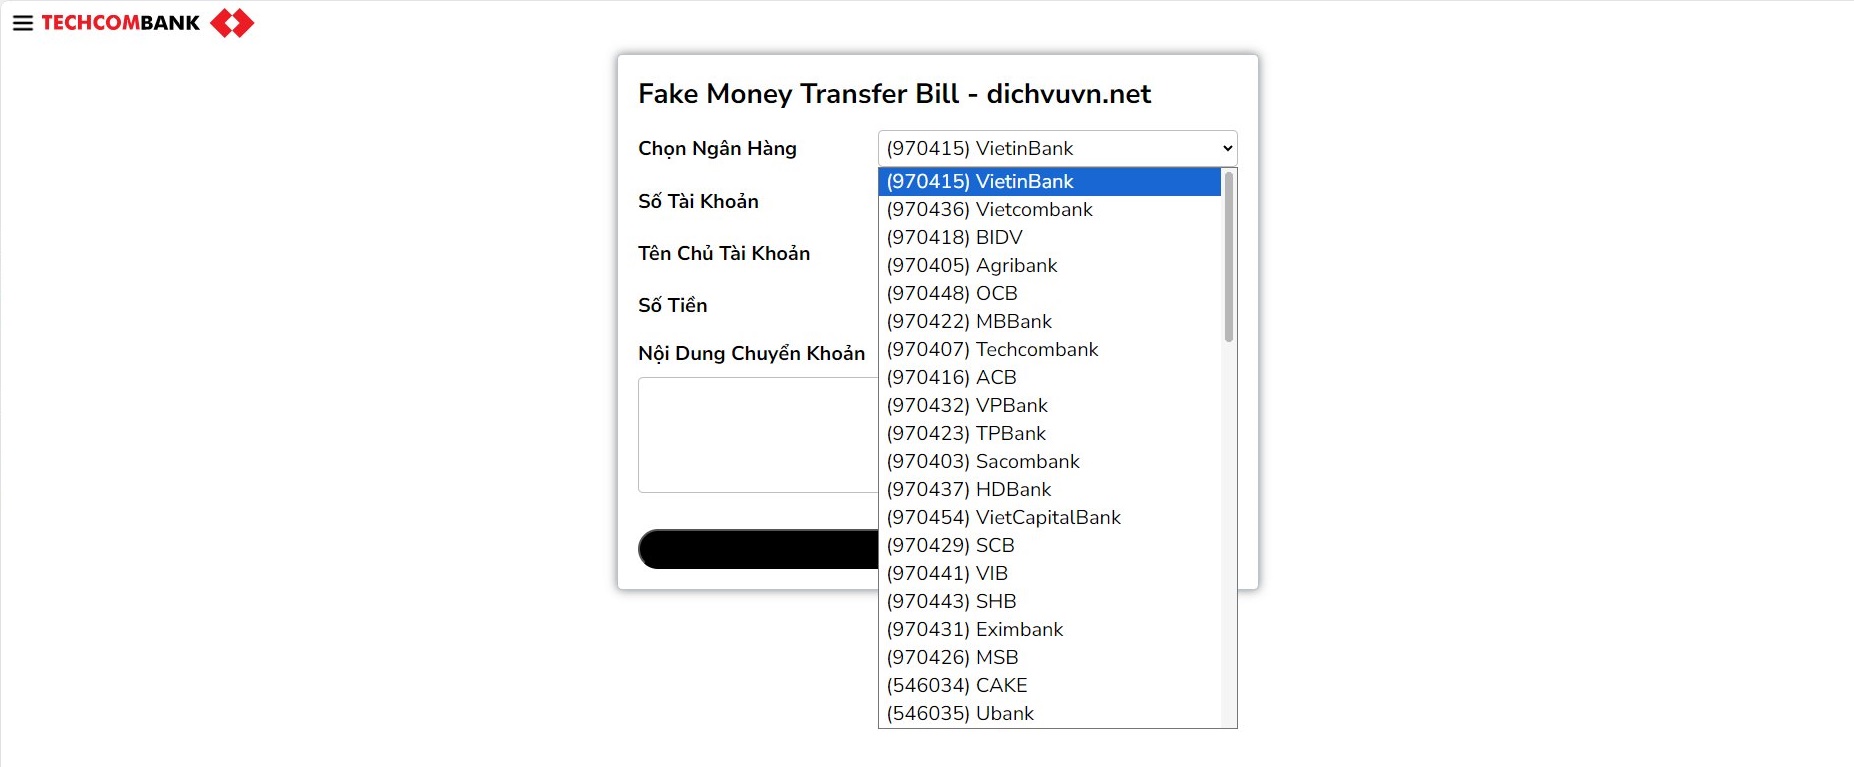 TECHCOMBANK
Fake Money Transfer Bill - dichvuvn.net
Chọn Ngân Hàng
(970415) VietinBank
Số Tài Khoản
Tên Chủ Tài Khoản
Số Tiền
Nội Dung Chuyển Khoản
(970415) VietinBank
(970436) Vietcombank
(970418) BIDV
(970405) Agribank
(970448) OCB
(970422) MBBank
(970407) Techcombank
(970416) ACB
(970432) VPBank
(970423) TPBank
(970403) Sacombank
(970437) HDBank
(970454) VietCapitalBank
(970429) SCB
(970441) VIB
(970443) SHB
(970431) Eximbank
(970426) MSB
(546034) CAKE
(546035) Ubank